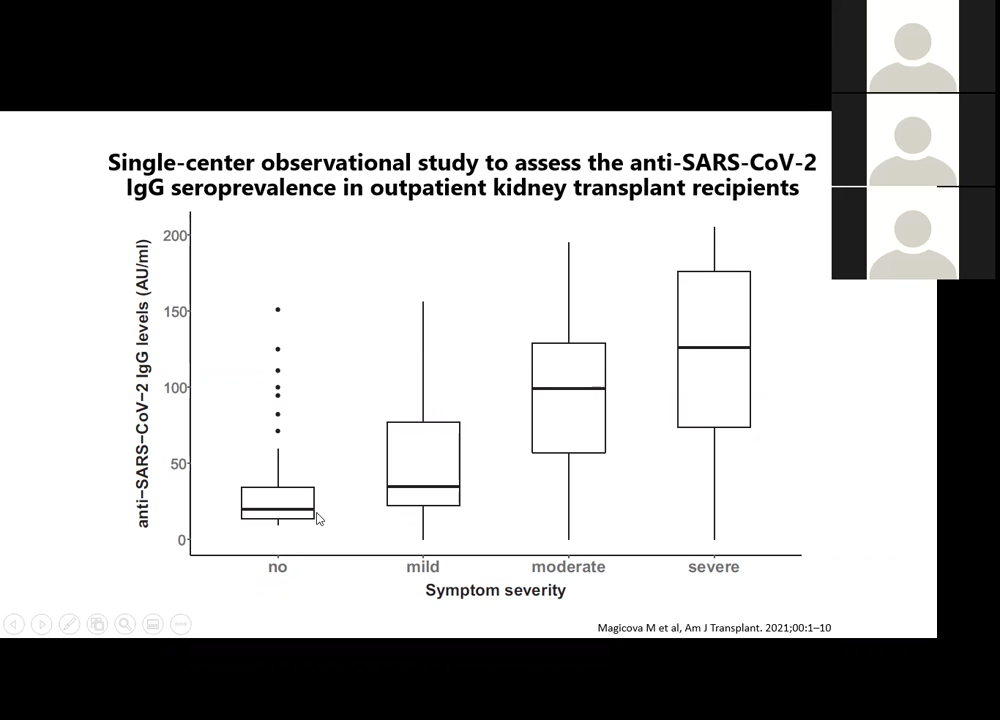 Single-center observational study to assess the anti-SARS-CoV-2
IgG seroprevalence in outpatient kidney transplant recipients
anti−SARS−CoV−2 IgG levels (AU/ml)
200
150
100
50
0
no mild moderate severe
Symptom severity
Magicova M et al, Am J Transplant. 2021;00:1–10